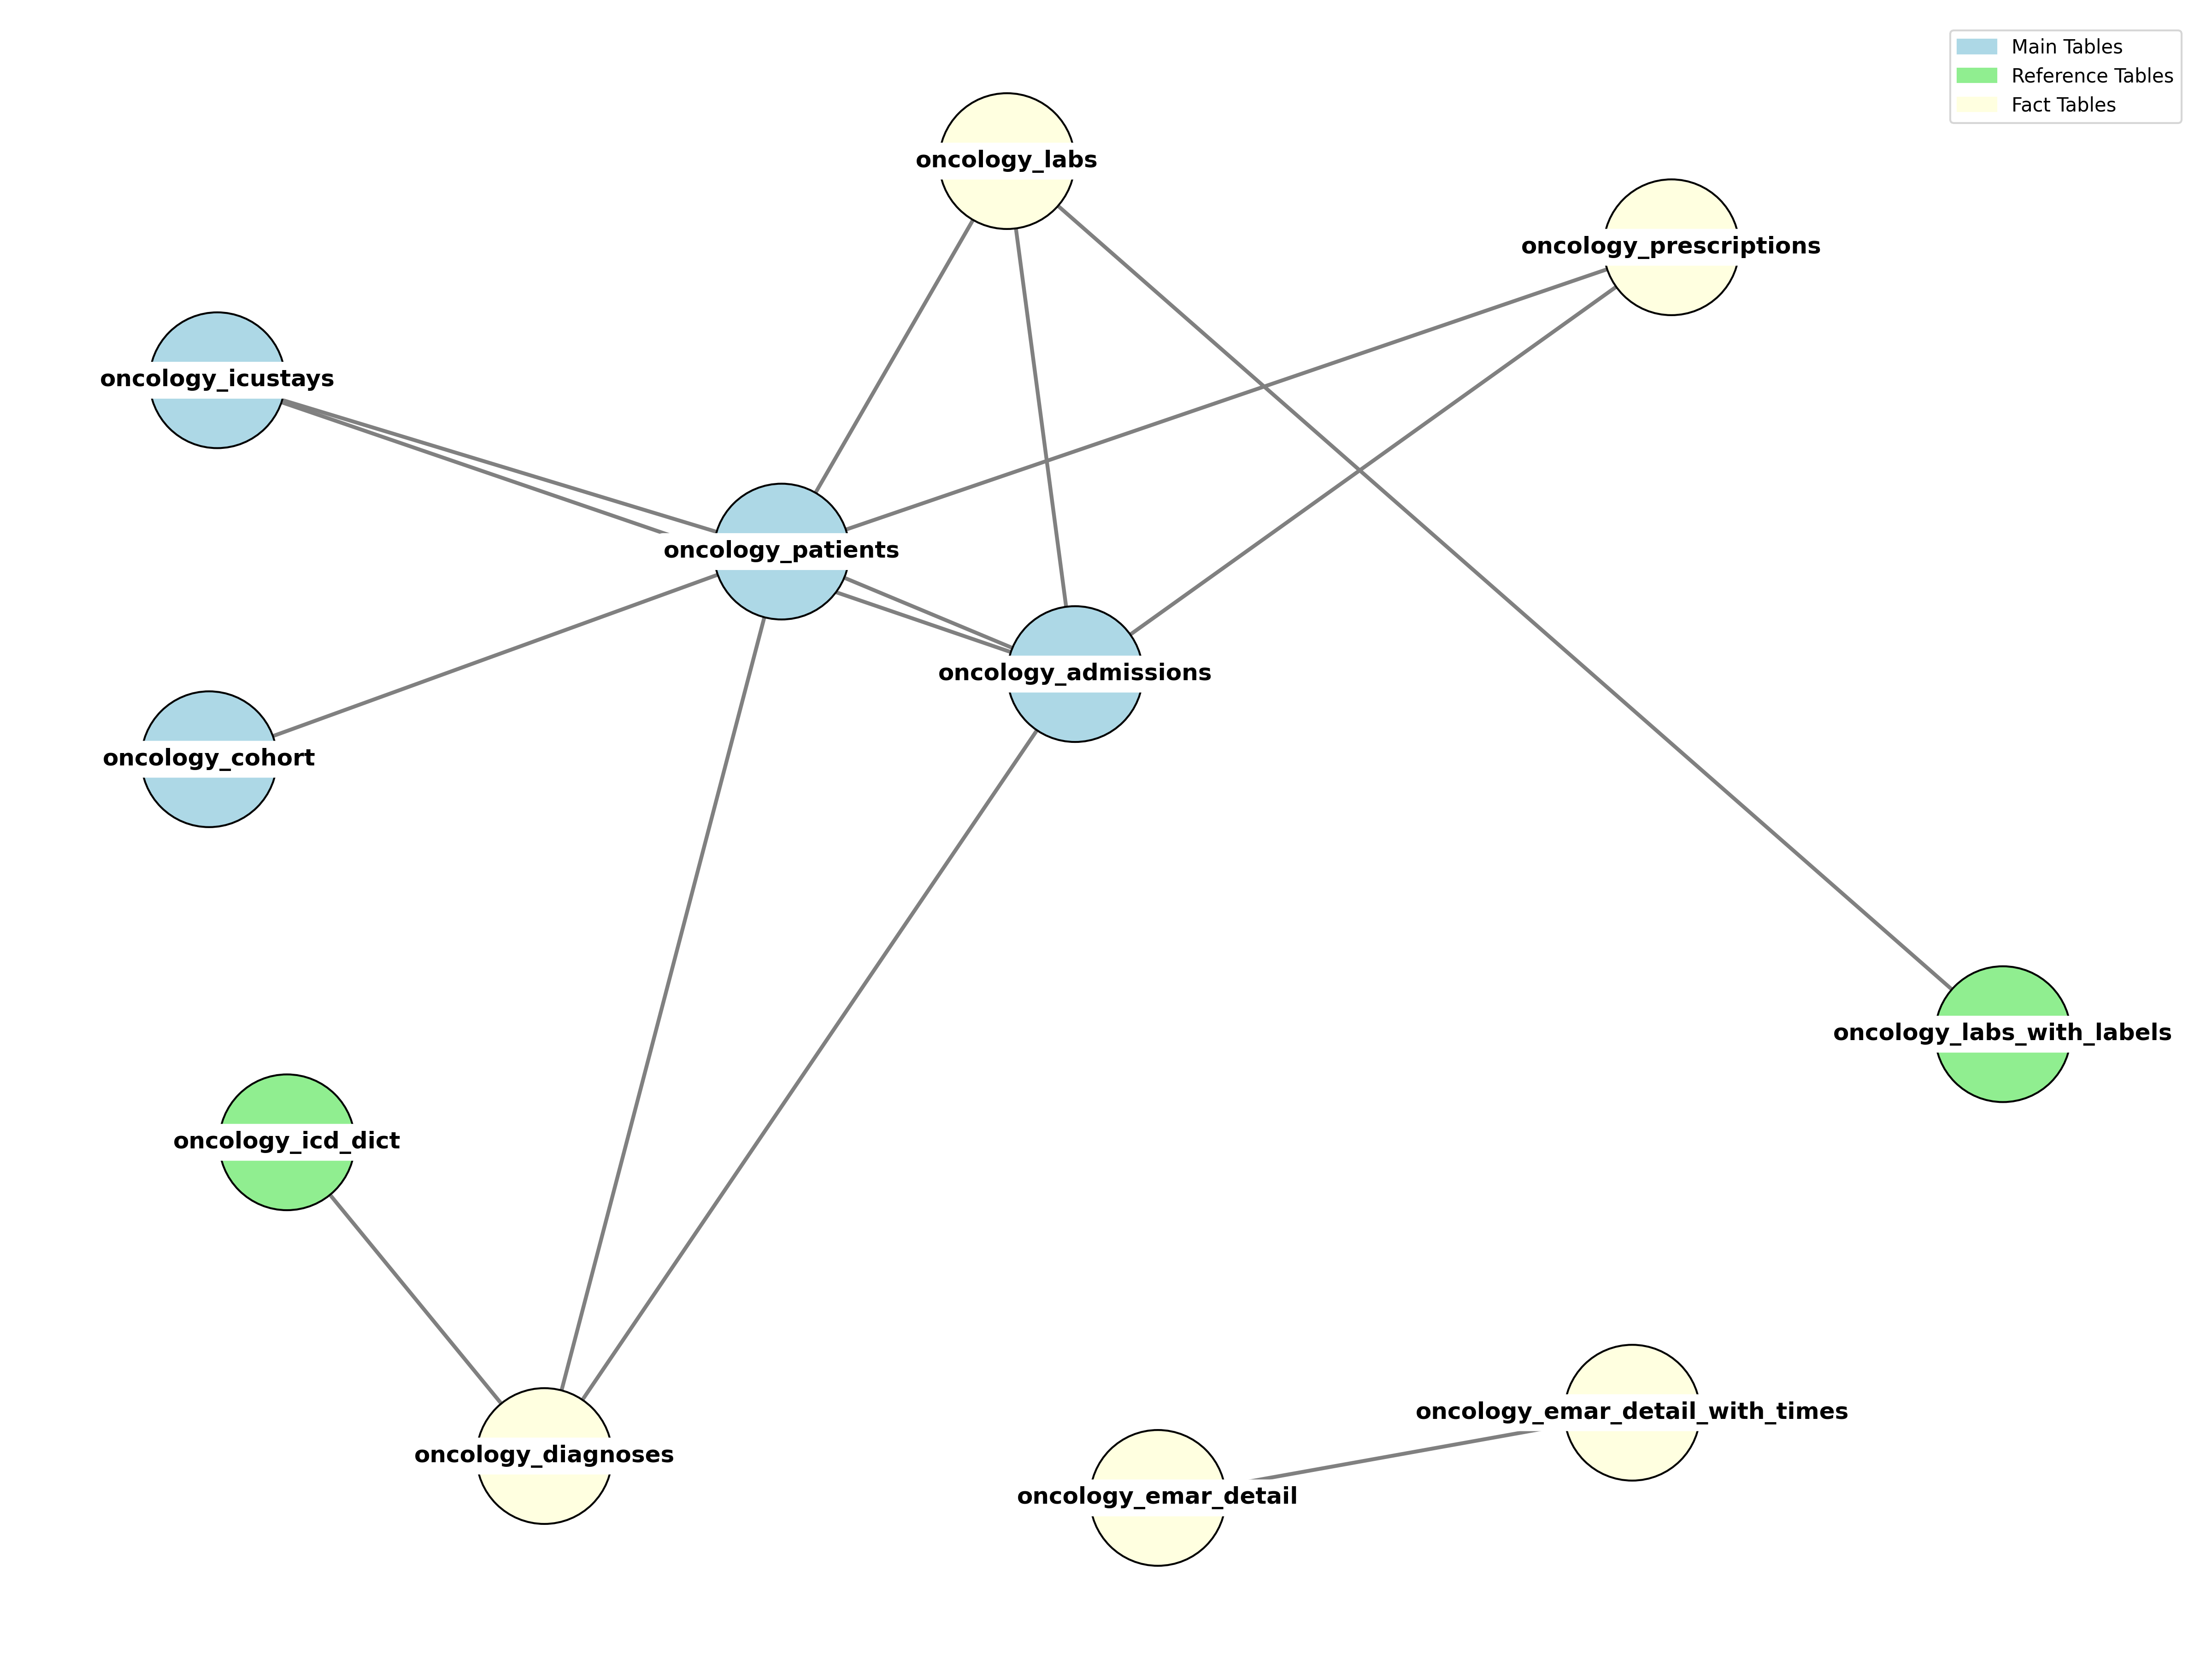 Main Tables
Reference Tables
Fact Tables
oncology_labs
oncology_prescriptions
oncology_icustays
oncology_patients
oncology_admissions
oncology_cohort
oncology_labs_with_labels
oncology_icd_dict
oncology_emar_detail_with_times
oncology_diagnoses
oncology_emar_detail